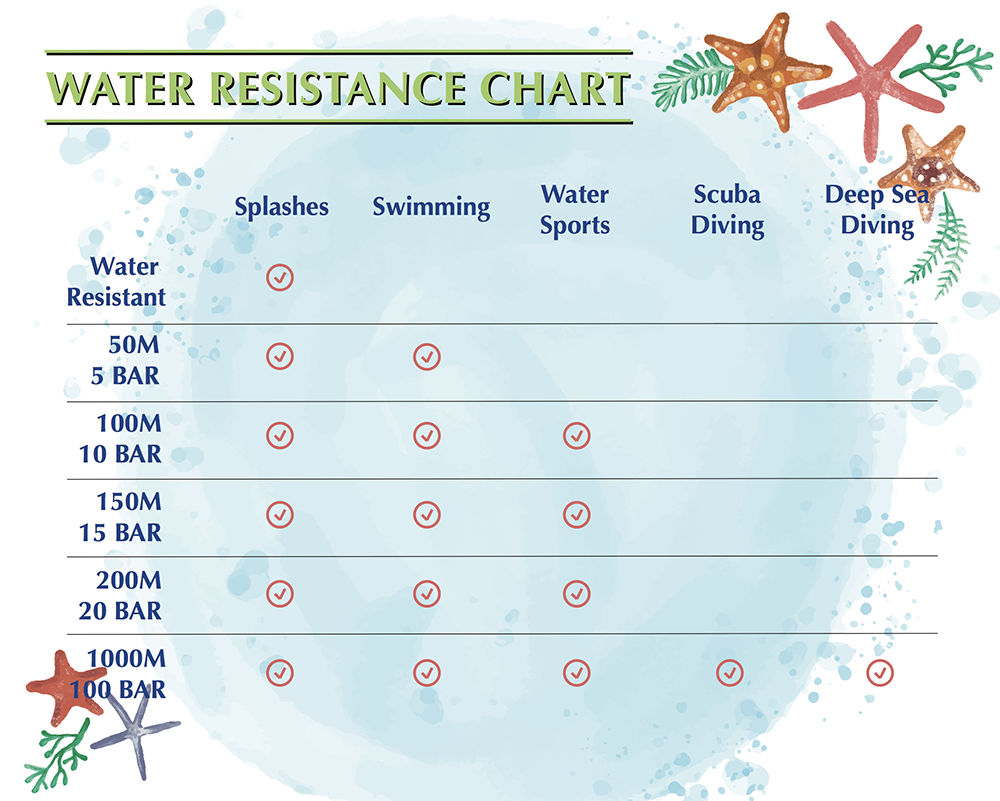 WATER RESISTANCE CHART
Splashes
Swimming
Water
Sports
Scuba
Diving
Deep Sea
Diving
Water
Resistant
50M
5 BAR
100M
10 BAR
150M
15 BAR
200M
20 BAR
1000M
100 BAR